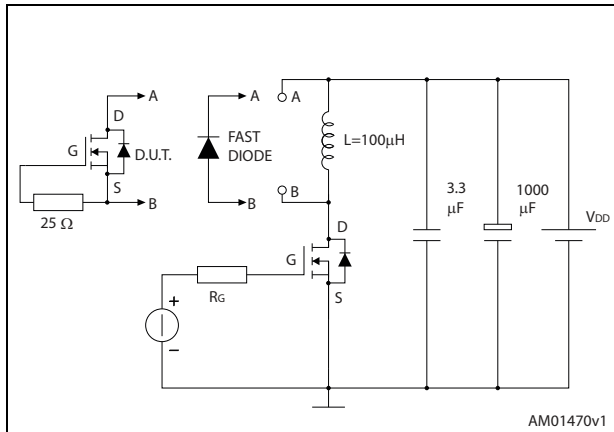 A
A
A
D
G
D.U.T.
FAST
DIODE
L=100μH
S
B
B
B
25 Ω
3.3
μF
1000
μF
VDD
D
G
S
RG
+
−
AM01470v1